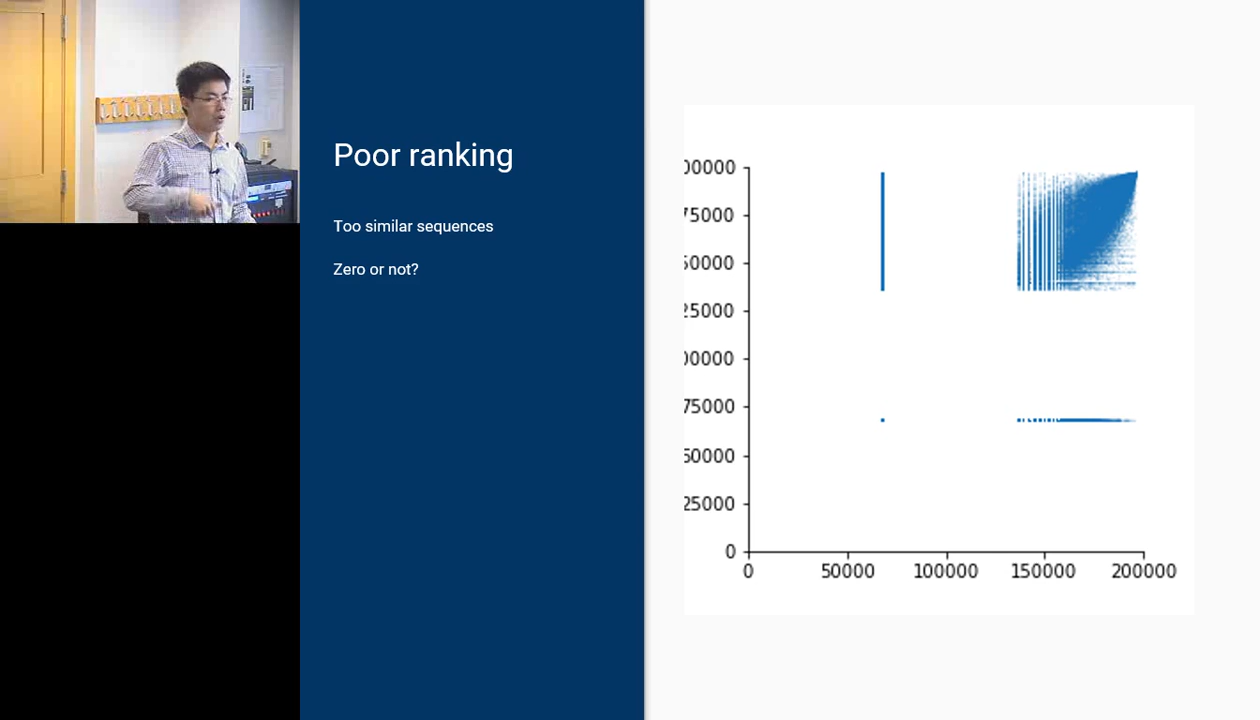 Poor ranking
Too similar sequences
Zero or not?
00000
75000
50000
25000
00000
75000
50000
25000
0
0 50000 100000 150000 200000